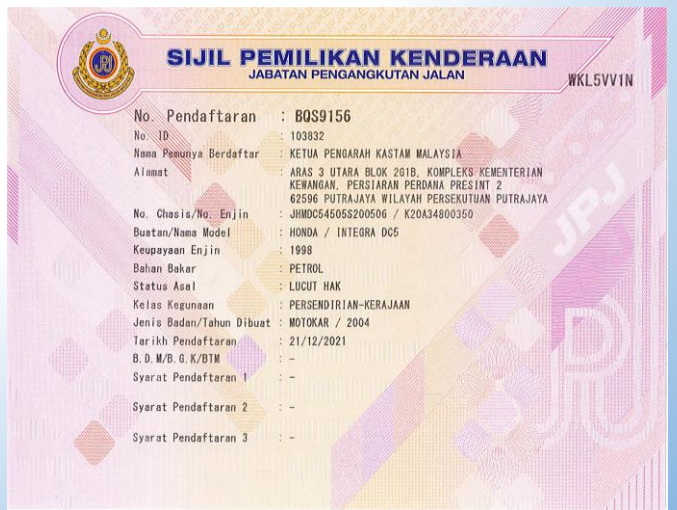 SIJIL PEMILIKAN KENDERAAN
JABATAN PENGANGKUTAN JALAN
WKL5VV1N
No. Pendaftaran : BQS9156
No. ID : 103832
Nama Pemunya Berdaftar : KETUA PENGARAH KASTAM MALAYSIA
Alamat : ARAS 3 UTARA BLOK 2G1B, KOMPLEKS KEMENTERIAN
KEWANGAN, PERSIARAN PERDANA PRESINT 2
62596 PUTRAJAYA WILAYAH PERSEKUTUAN PUTRAJAYA
No. Chasis/No. Enjin : JHMDC54505S200506 / K20A34800350
Buatan/Nama Model : HONDA / INTEGRA DC5
Keupayaan Enjin : 1998
Bahan Bakar : PETROL
Status Asal : LUCUT HAK
Kelas Kegunaan : PERSENDIRIAN-KERAJAAN
Jenis Badan/Tahun Dibuat : MOTOKAR / 2004
Tarikh Pendaftaran : 21/12/2021
B.D.M/B.G.K/BTM : -
Syarat Pendaftaran 1 : -
Syarat Pendaftaran 2 : -
Syarat Pendaftaran 3 : -
JPJ
JPJ